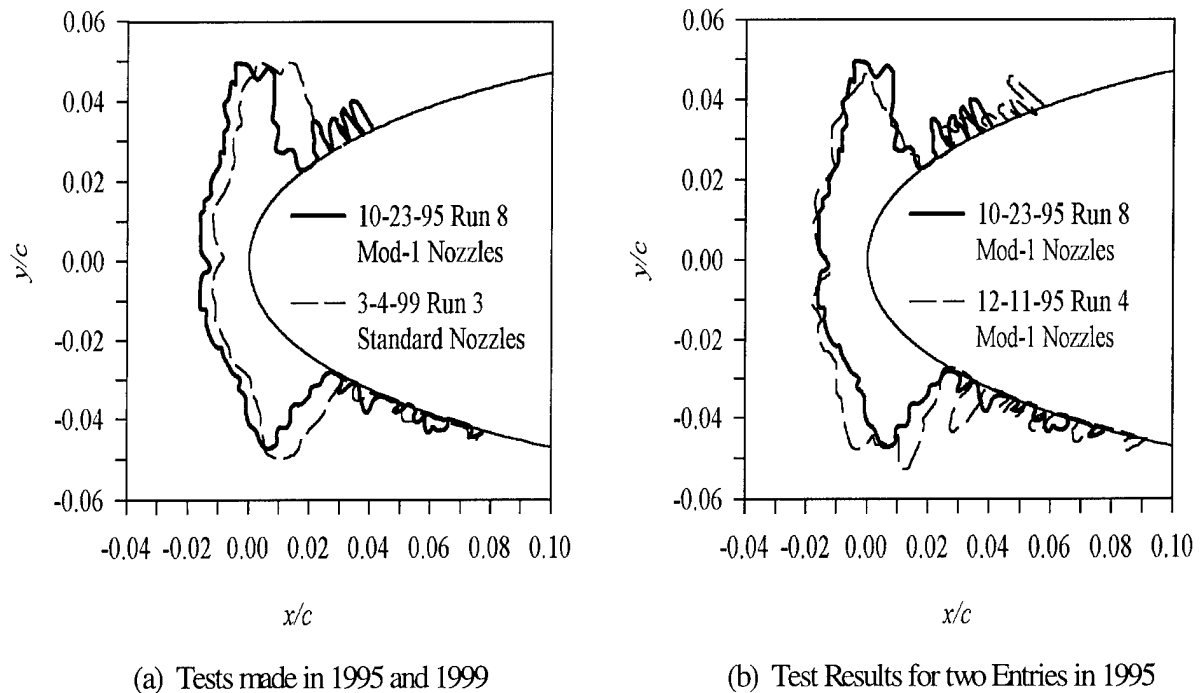 0.06
0.04
0.02
0.00
-0.02
-0.04
-0.06
y/c
10-23-95 Run 8
Mod-1 Nozzles
3-4-99 Run 3
Standard Nozzles
-0.04 -0.02 0.00 0.02 0.04 0.06 0.08 0.10
x/c
(a) Tests made in 1995 and 1999
0.06
0.04
0.02
0.00
-0.02
-0.04
-0.06
y/c
10-23-95 Run 8
Mod-1 Nozzles
12-11-95 Run 4
Mod-1 Nozzles
-0.04 -0.02 0.00 0.02 0.04 0.06 0.08 0.10
x/c
(b) Test Results for two Entries in 1995